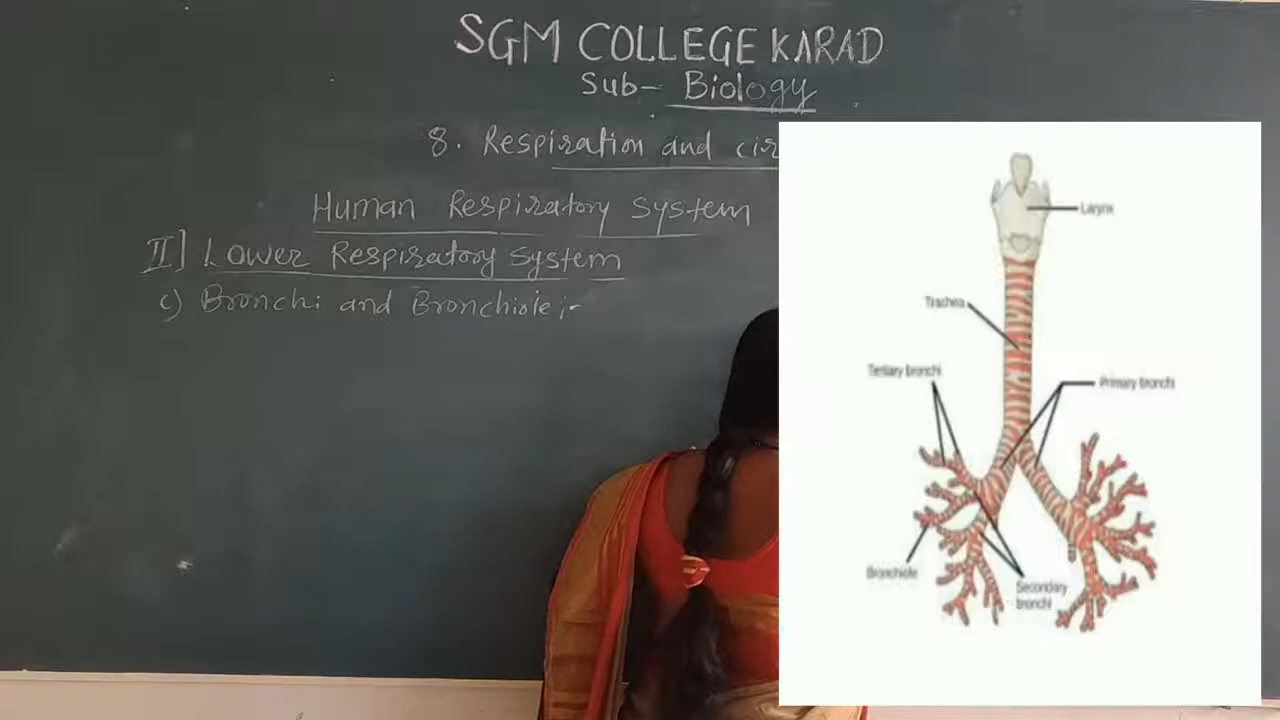 SGM COLLEGE KARAD
Sub- Biology
8. Respiration and cir
Human Respiratory System
II] Lower Respiratory System
c) Bronchi and Bronchiole ;-
Larynx
Trachea
Tertiary bronchi
Primary bronchi
Bronchiole
Secondary
bronchi